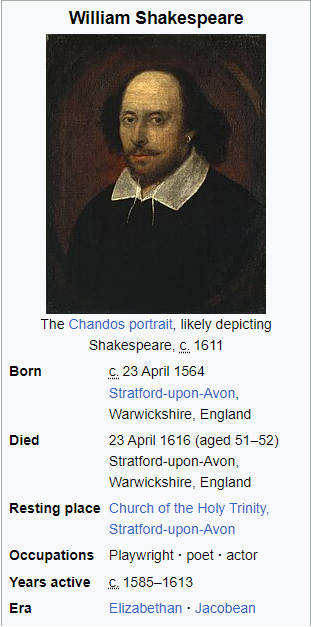 William Shakespeare
The Chandos portrait, likely depicting
Shakespeare, c. 1611
Born c. 23 April 1564
Stratford-upon-Avon,
Warwickshire, England
Died 23 April 1616 (aged 51–52)
Stratford-upon-Avon,
Warwickshire, England
Resting place Church of the Holy Trinity,
Stratford-upon-Avon
Occupations Playwright · poet · actor
Years active c. 1585–1613
Era Elizabethan · Jacobean